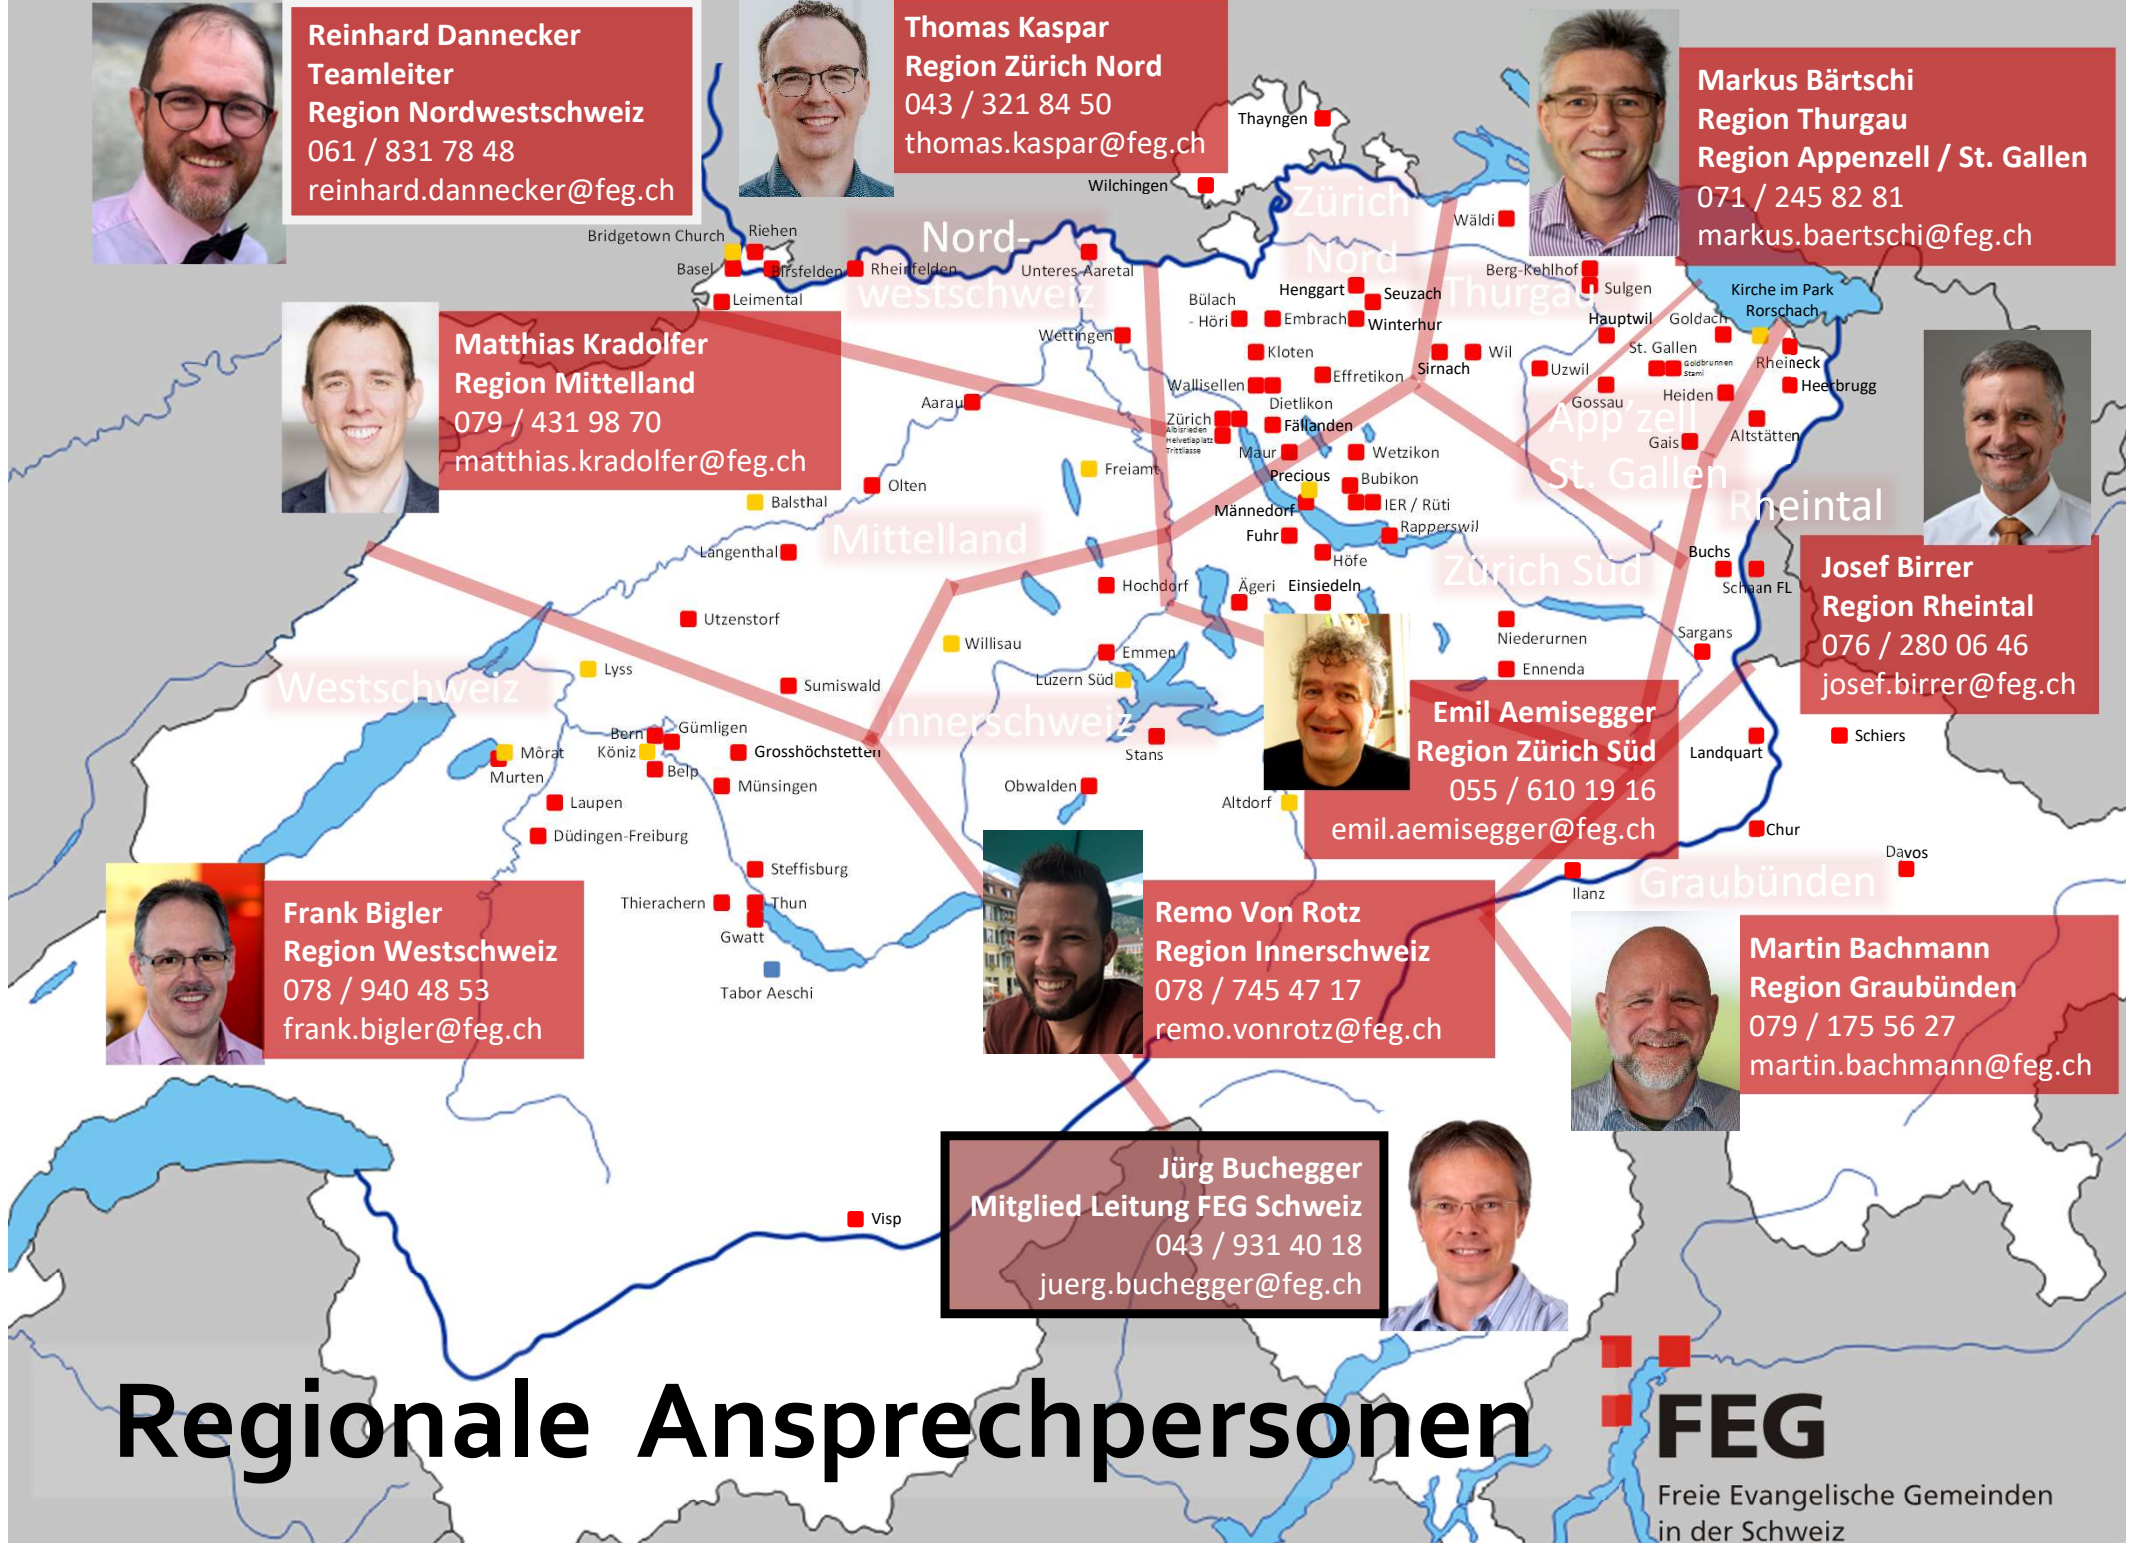 Reinhard Dannecker
Teamleiter
Region Nordwestschweiz
061 / 831 78 48
reinhard.dannecker@feg.ch
Thomas Kaspar
Region Zürich Nord
043 / 321 84 50
thomas.kaspar@feg.ch
Markus Bärtschi
Region Thurgau
Region Appenzell / St. Gallen
071 / 245 82 81
markus.baertschi@feg.ch
Thayngen
Wilchingen
Zürich
Nord
Wäldi
Bridgetown Church
Riehen
Nord-
westschweiz
Basel
Birsfelden
Rheinfelden
Unteres Aaretal
Leimental
Berg-Kehlhof
Sulgen
Thurgau
Kirche im Park
Rorschach
Henggart
Seuzach
Bülach
- Höri
Embrach
Winterhur
Hauptwil
Goldach
Wettingen
Kloten
Sirnach
Wil
St. Gallen
Goldbrunnen
Stami
Rheineck
Uzwil
Wallisellen
Effretikon
Heerbrugg
Matthias Kradolfer
Region Mittelland
079 / 431 98 70
matthias.kradolfer@feg.ch
Aarau
Dietlikon
Gossau
Heiden
Zürich
Albisrieden
Helvetiaplatz
Trittliasse
Fällanden
App'zell
St. Gallen
Gais
Altstätten
Maur
Wetzikon
Freiamt
Precious
Bubikon
Olten
Balsthal
Männedorf
IER / Rüti
Rheintal
Rapperswil
Fuhr
Mittelland
Langenthal
Höfe
Zürich Süd
Buchs
Schaan FL
Josef Birrer
Region Rheintal
076 / 280 06 46
josef.birrer@feg.ch
Hochdorf
Ägeri
Einsiedeln
Utzenstorf
Willisau
Emmen
Niederurnen
Sargans
Lyss
Ennenda
Westschweiz
Sumiswald
Luzern Süd
Innerschweiz
Emil Aemisegger
Region Zürich Süd
055 / 610 19 16
emil.aemisegger@feg.ch
Bern
Gümligen
Köniz
Grosshöchstetten
Belp
Môrat
Murten
Stans
Landquart
Schiers
Münsingen
Obwalden
Laupen
Altdorf
Düdingen-Freiburg
Chur
Davos
Steffisburg
Ilanz
Graubünden
Thierachern
Thun
Gwatt
Tabor Aeschi
Frank Bigler
Region Westschweiz
078 / 940 48 53
frank.bigler@feg.ch
Remo Von Rotz
Region Innerschweiz
078 / 745 47 17
remo.vonrotz@feg.ch
Martin Bachmann
Region Graubünden
079 / 175 56 27
martin.bachmann@feg.ch
Jürg Buchegger
Mitglied Leitung FEG Schweiz
043 / 931 40 18
juerg.buchegger@feg.ch
Visp
Regionale Ansprechpersonen
FEG
Freie Evangelische Gemeinden
in der Schweiz